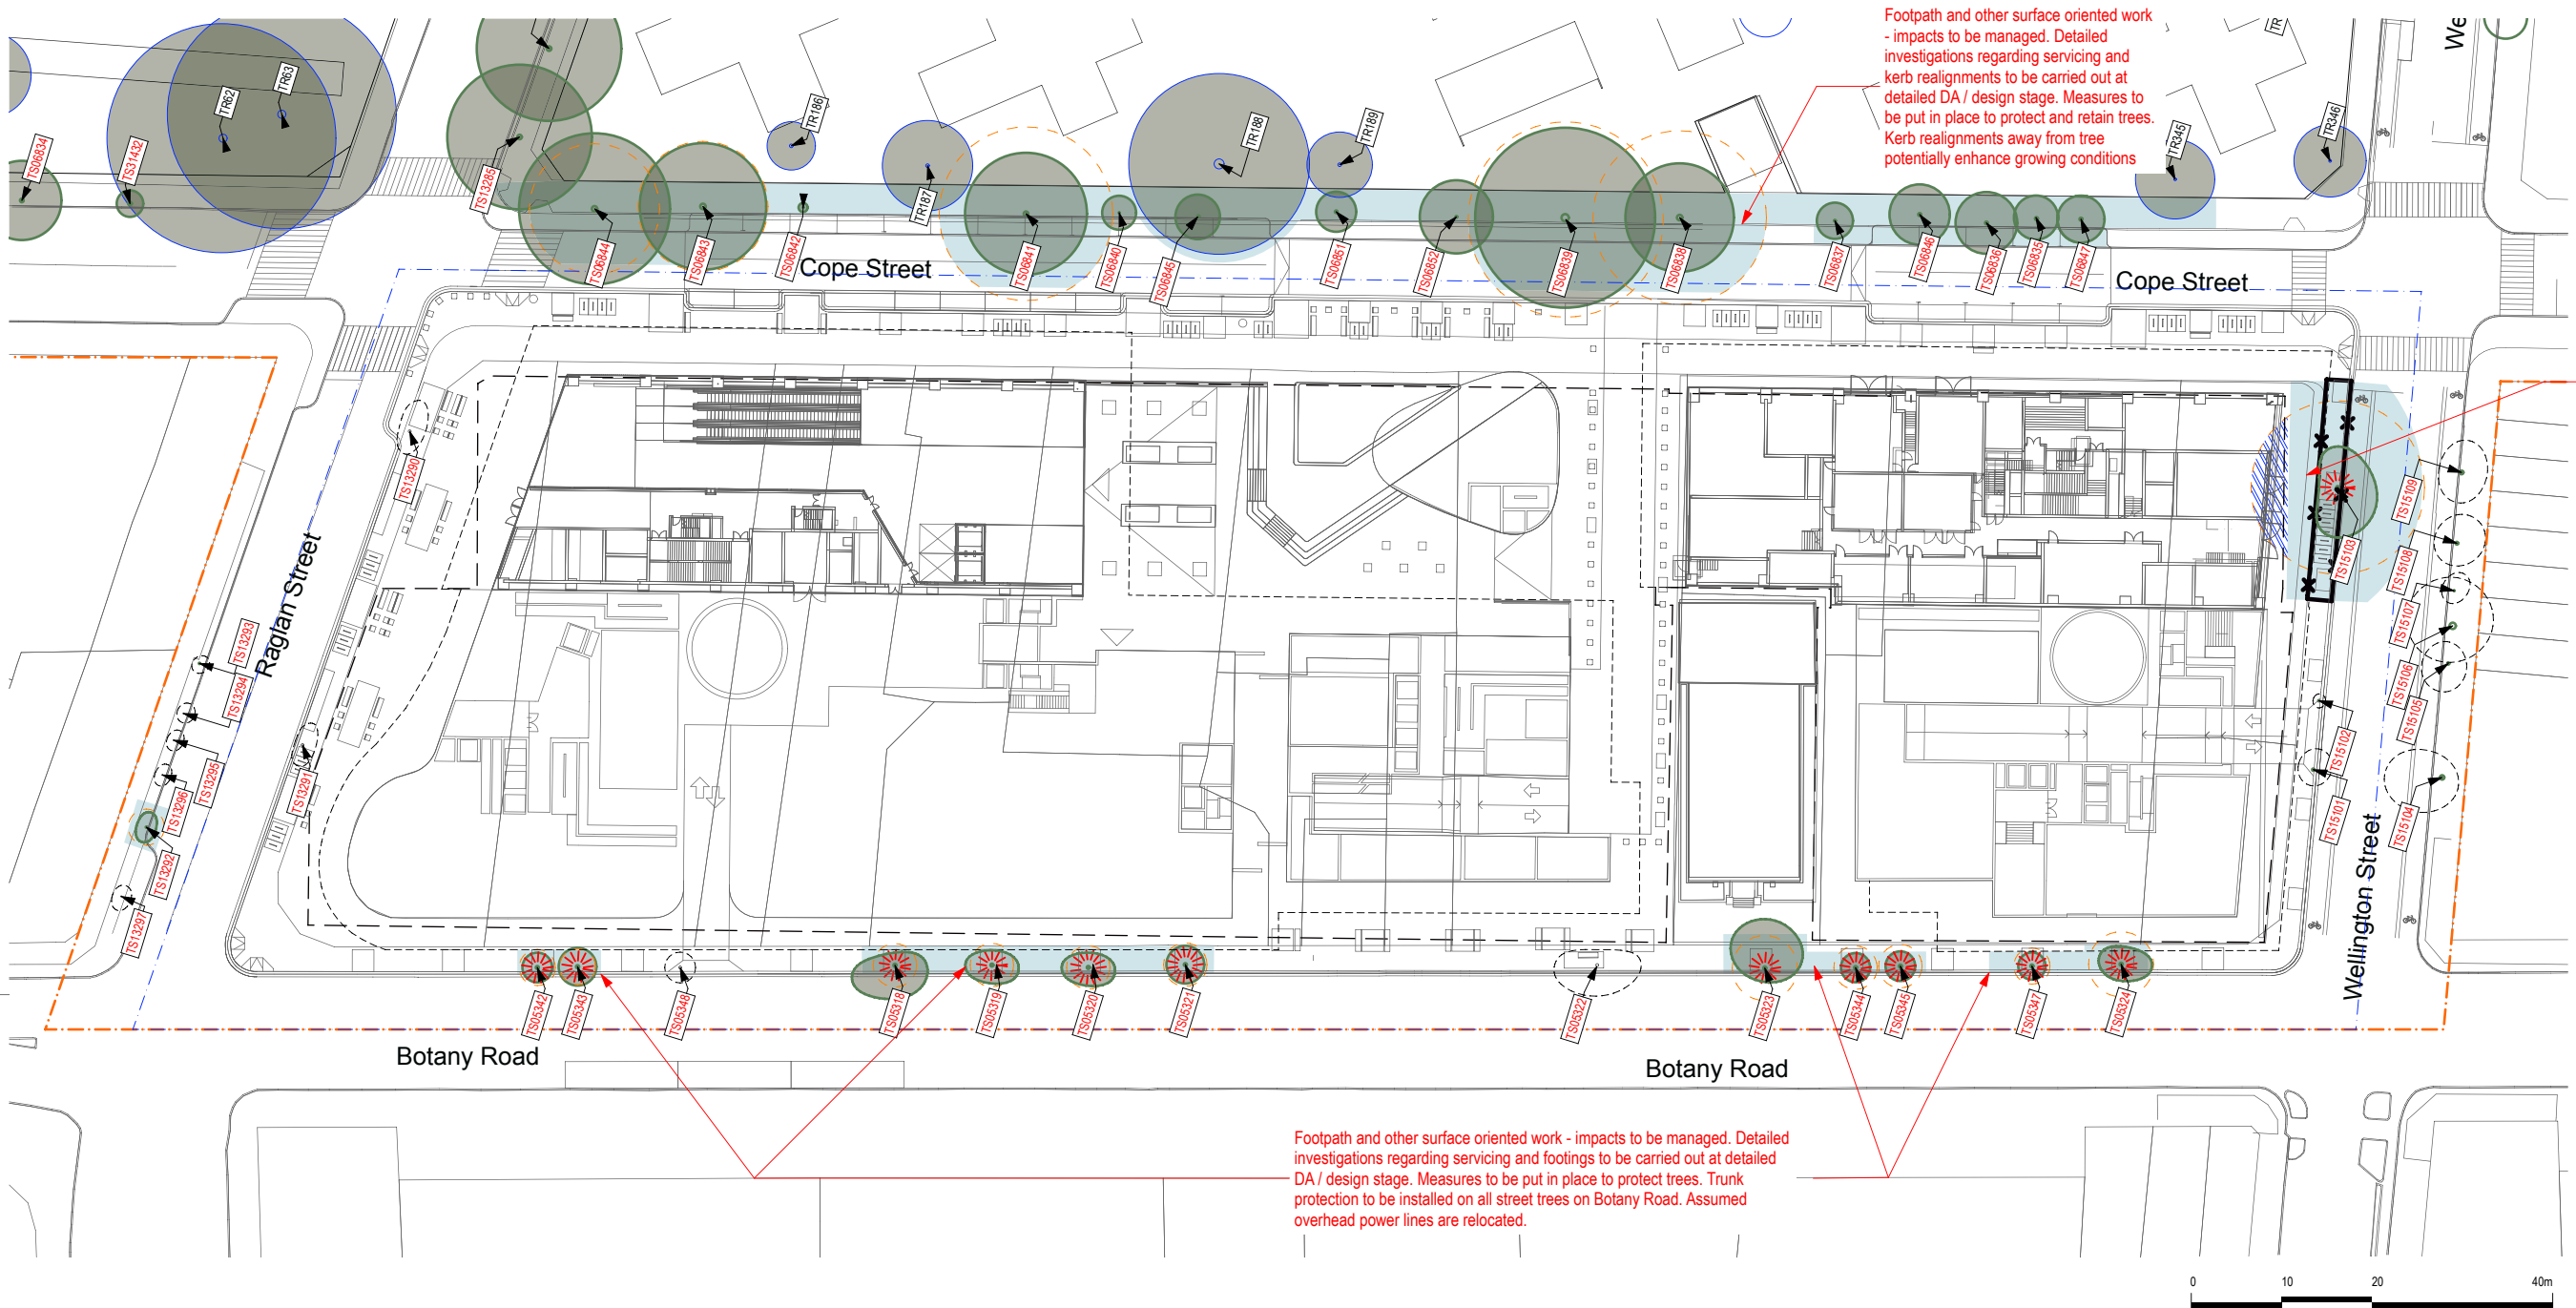 Footpath and other surface oriented work
- impacts to be managed. Detailed
investigations regarding servicing and
kerb realignments to be carried out at
detailed DA / design stage. Measures to
be put in place to protect and retain trees.
Kerb realignments away from tree
potentially enhance growing conditions
We
TR
TR62
TR63
TR186
TR187
TR188
TR189
TR345
TR346
TS06834
TS31432
TS13285
TS06844
TS06843
TS06842
TS06841
TS06840
TS06845
TS06851
TS06852
TS06839
TS06838
TS06837
TS06846
TS06836
TS06835
TS06847
Cope Street
Cope Street
Raglan Street
TS13290
TS13293
TS13294
TS13295
TS13296
TS13291
TS13292
TS13297
TS15109
TS15103
TS15108
TS15107
TS15106
TS15105
TS15102
TS15101
TS15104
Wellington Street
TS05342
TS05343
TS05348
TS05318
TS05319
TS05320
TS05321
TS05322
TS05323
TS05344
TS05345
TS05347
TS05324
Botany Road
Botany Road
Footpath and other surface oriented work - impacts to be managed. Detailed
investigations regarding servicing and footings to be carried out at detailed
DA / design stage. Measures to be put in place to protect trees. Trunk
protection to be installed on all street trees on Botany Road. Assumed
overhead power lines are relocated.
0 10 20 40m